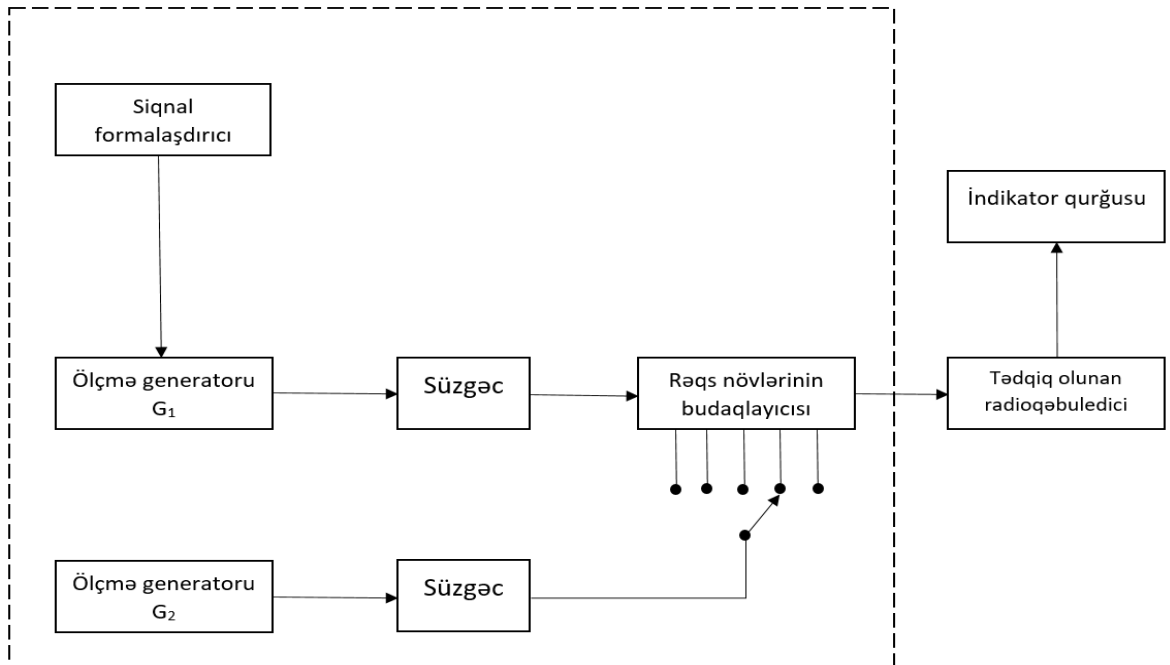 Siqnal
formalaşdırıcı
İndikator qurğusu
Ölçmə generatoru
G₁
Süzgəc
Rəqs növlərinin
budaqlayıcısı
Tədqiq olunan
radioqəbuledici
Ölçmə generatoru
G₂
Süzgəc